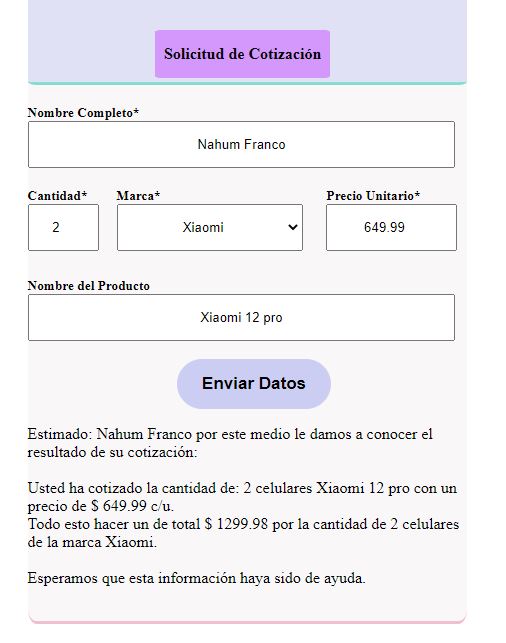 Solicitud de Cotización
Nombre Completo*
Nahum Franco
Cantidad* Marca* Precio Unitario*
2 Xiaomi 649.99
Nombre del Producto
Xiaomi 12 pro
Enviar Datos
Estimado: Nahum Franco por este medio le damos a conocer el
resultado de su cotización:
Usted ha cotizado la cantidad de: 2 celulares Xiaomi 12 pro con un
precio de $ 649.99 c/u.
Todo esto hacer un de total $ 1299.98 por la cantidad de 2 celulares
de la marca Xiaomi.
Esperamos que esta información haya sido de ayuda.